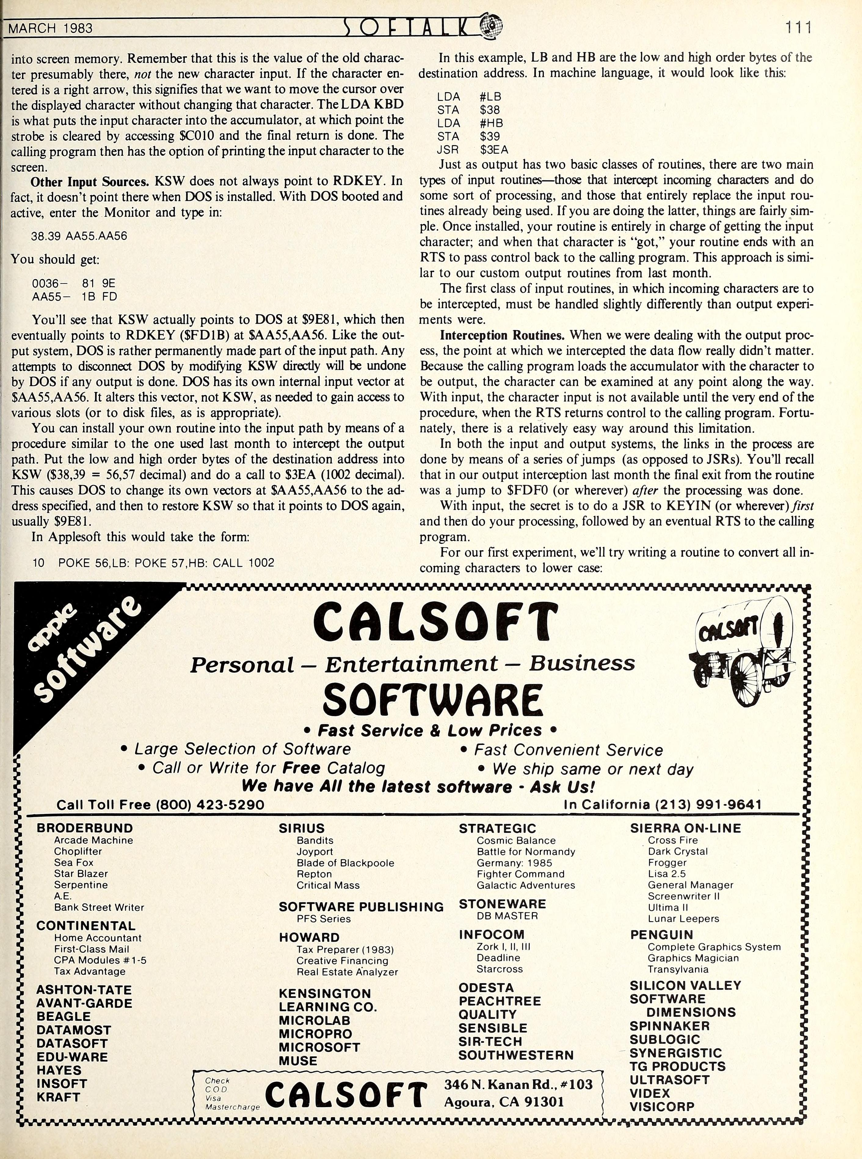 MARCH 1983
SOFTALK
111
into screen memory. Remember that this is the value of the old charac-
ter presumably there, not the new character input. If the character en-
tered is a right arrow, this signifies that we want to move the cursor over
the displayed character without changing that character. The LDA KBD
is what puts the input character into the accumulator, at which point the
strobe is cleared by accessing $C010 and the final return is done. The
calling program then has the option of printing the input character to the
screen.
Other Input Sources. KSW does not always point to RDKEY. In
fact, it doesn't point there when DOS is installed. With DOS booted and
active, enter the Monitor and type in:
38.39 AA55.AA56
You should get:
0036– 81 9E
AA55– 1B FD
You'll see that KSW actually points to DOS at $9E81, which then
eventually points to RDKEY ($FD1B) at $AA55,AA56. Like the out-
put system, DOS is rather permanently made part of the input path. Any
attempts to disconnect DOS by modifying KSW directly will be undone
by DOS if any output is done. DOS has its own internal input vector at
$AA55,AA56. It alters this vector, not KSW, as needed to gain access to
various slots (or to disk files, as is appropriate).
You can install your own routine into the input path by means of a
procedure similar to the one used last month to intercept the output
path. Put the low and high order bytes of the destination address into
KSW ($38,39 = 56,57 decimal) and do a call to $3EA (1002 decimal).
This causes DOS to change its own vectors at $AA55,AA56 to the ad-
dress specified, and then to restore KSW so that it points to DOS again,
usually $9E81.
In Applesoft this would take the form:
10 POKE 56,LB: POKE 57,HB: CALL 1002
In this example, LB and HB are the low and high order bytes of the
destination address. In machine language, it would look like this:
LDA #LB
STA $38
LDA #HB
STA $39
JSR $3EA
Just as output has two basic classes of routines, there are two main
types of input routines—those that intercept incoming characters and do
some sort of processing, and those that entirely replace the input rou-
tines already being used. If you are doing the latter, things are fairly sim-
ple. Once installed, your routine is entirely in charge of getting the input
character; and when that character is "got," your routine ends with an
RTS to pass control back to the calling program. This approach is simi-
lar to our custom output routines from last month.
The first class of input routines, in which incoming characters are to
be intercepted, must be handled slightly differently than output experi-
ments were.
Interception Routines. When we were dealing with the output proc-
ess, the point at which we intercepted the data flow really didn't matter.
Because the calling program loads the accumulator with the character to
be output, the character can be examined at any point along the way.
With input, the character input is not available until the very end of the
procedure, when the RTS returns control to the calling program. Fortu-
nately, there is a relatively easy way around this limitation.
In both the input and output systems, the links in the process are
done by means of a series of jumps (as opposed to JSRs). You'll recall
that in our output interception last month the final exit from the routine
was a jump to $FDF0 (or wherever) after the processing was done.
With input, the secret is to do a JSR to KEYIN (or wherever) first
and then do your processing, followed by an eventual RTS to the calling
program.
For our first experiment, we'll try writing a routine to convert all in-
coming characters to lower case:
apple
software
CALSOFT
Personal – Entertainment – Business
SOFTWARE
CALSOFT
• Fast Service & Low Prices •
• Large Selection of Software
• Fast Convenient Service
• Call or Write for Free Catalog
• We ship same or next day
We have All the latest software - Ask Us!
Call Toll Free (800) 423-5290
In California (213) 991-9641
BRODERBUND
Arcade Machine
Choplifter
Sea Fox
Star Blazer
Serpentine
A.E.
Bank Street Writer
CONTINENTAL
Home Accountant
First-Class Mail
CPA Modules #1-5
Tax Advantage
ASHTON-TATE
AVANT-GARDE
BEAGLE
DATAMOST
DATASOFT
EDU-WARE
HAYES
INSOFT
KRAFT
SIRIUS
Bandits
Joyport
Blade of Blackpoole
Repton
Critical Mass
SOFTWARE PUBLISHING
PFS Series
HOWARD
Tax Preparer (1983)
Creative Financing
Real Estate Analyzer
KENSINGTON
LEARNING CO.
MICROLAB
MICROPRO
MICROSOFT
MUSE
STRATEGIC
Cosmic Balance
Battle for Normandy
Germany: 1985
Fighter Command
Galactic Adventures
STONEWARE
DB MASTER
INFOCOM
Zork I, II, III
Deadline
Starcross
ODESTA
PEACHTREE
QUALITY
SENSIBLE
SIR-TECH
SOUTHWESTERN
SIERRA ON-LINE
Cross Fire
Dark Crystal
Frogger
Lisa 2.5
General Manager
Screenwriter II
Ultima II
Lunar Leepers
PENGUIN
Complete Graphics System
Graphics Magician
Transylvania
SILICON VALLEY
SOFTWARE
DIMENSIONS
SPINNAKER
SUBLOGIC
SYNERGISTIC
TG PRODUCTS
ULTRASOFT
VIDEX
VISICORP
Check
COD
Visa
Mastercharge
CALSOFT
346 N. Kanan Rd., #103
Agoura, CA 91301